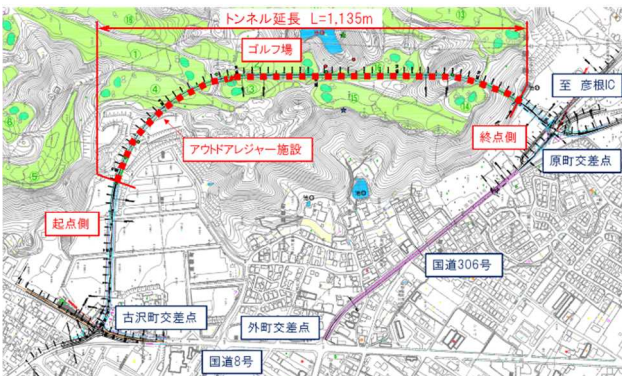 トンネル延長 L=1,135m
ゴルフ場
至 彦根IC
アウトドアレジャー施設
終点側
原町交差点
起点側
国道306号
古沢町交差点
外町交差点
国道8号